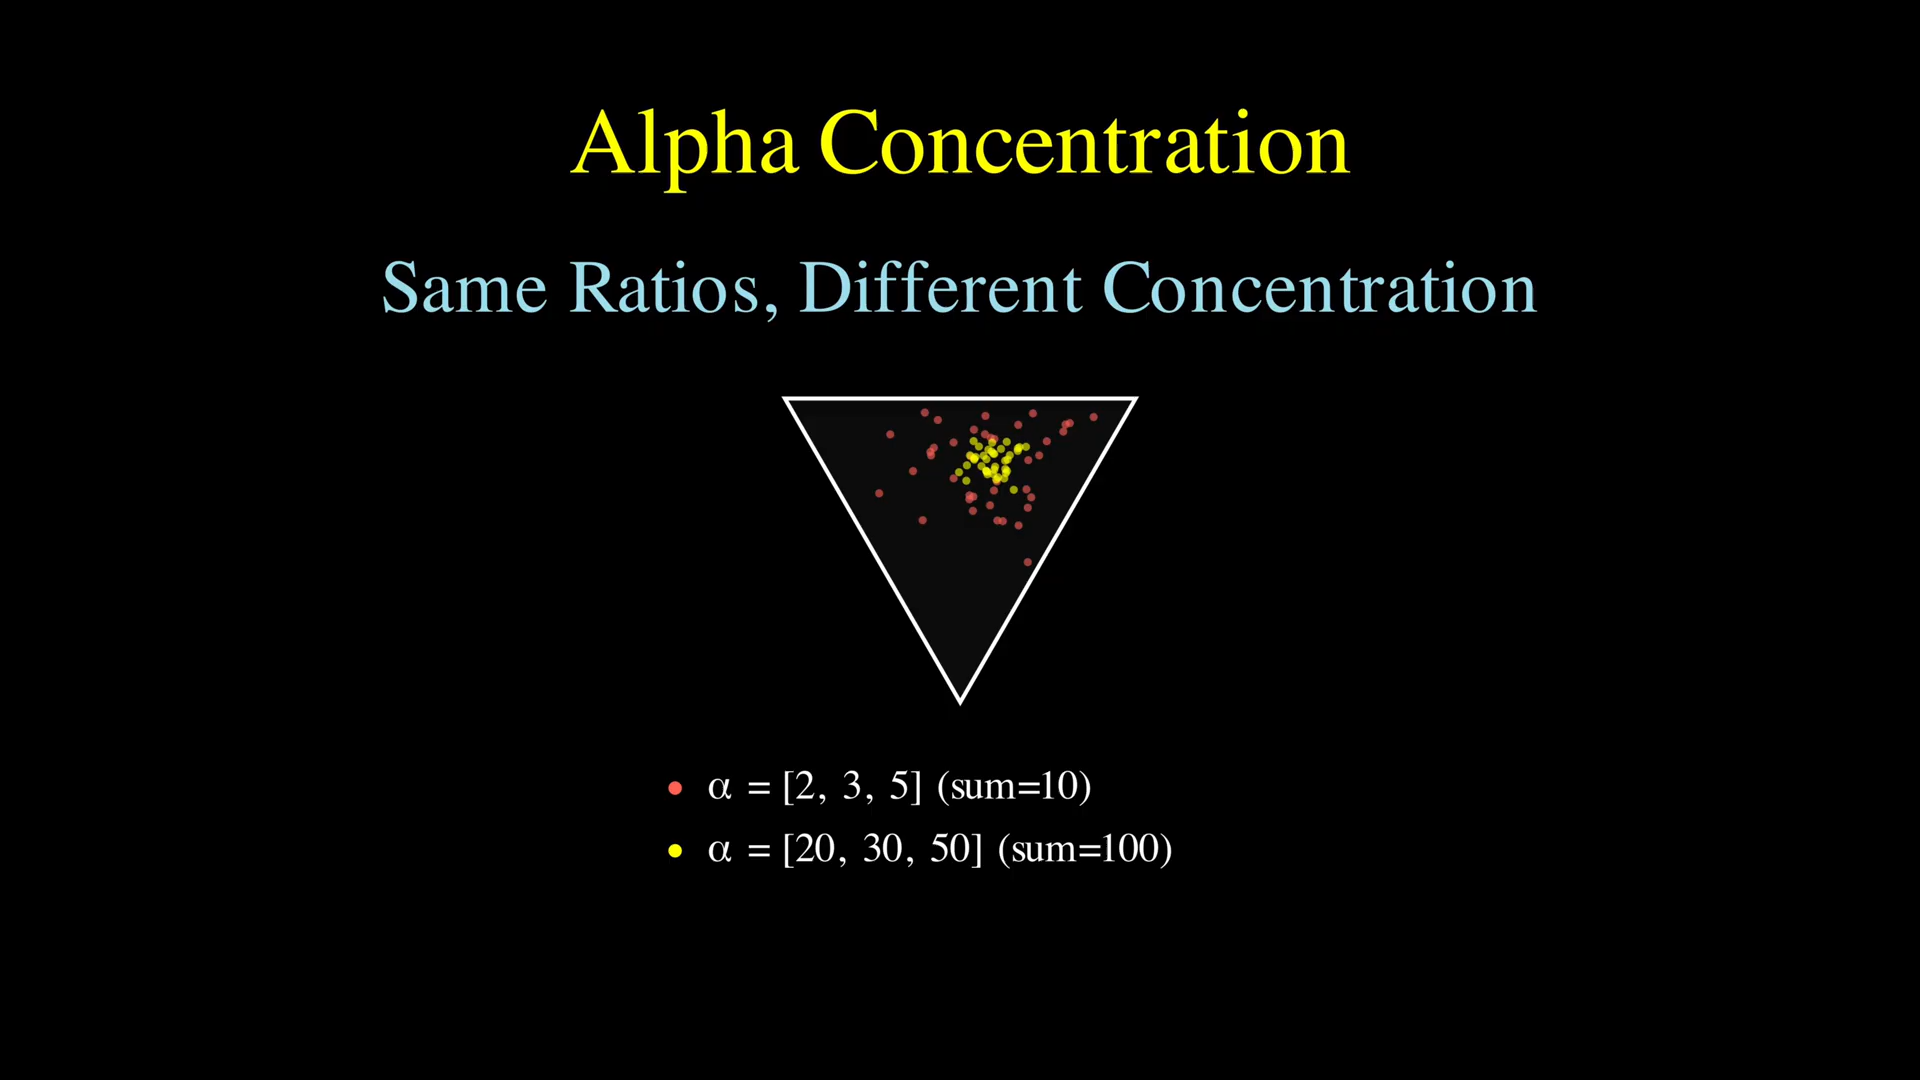 Alpha Concentration
Same Ratios, Different Concentration
α = [2, 3, 5] (sum=10)
α = [20, 30, 50] (sum=100)